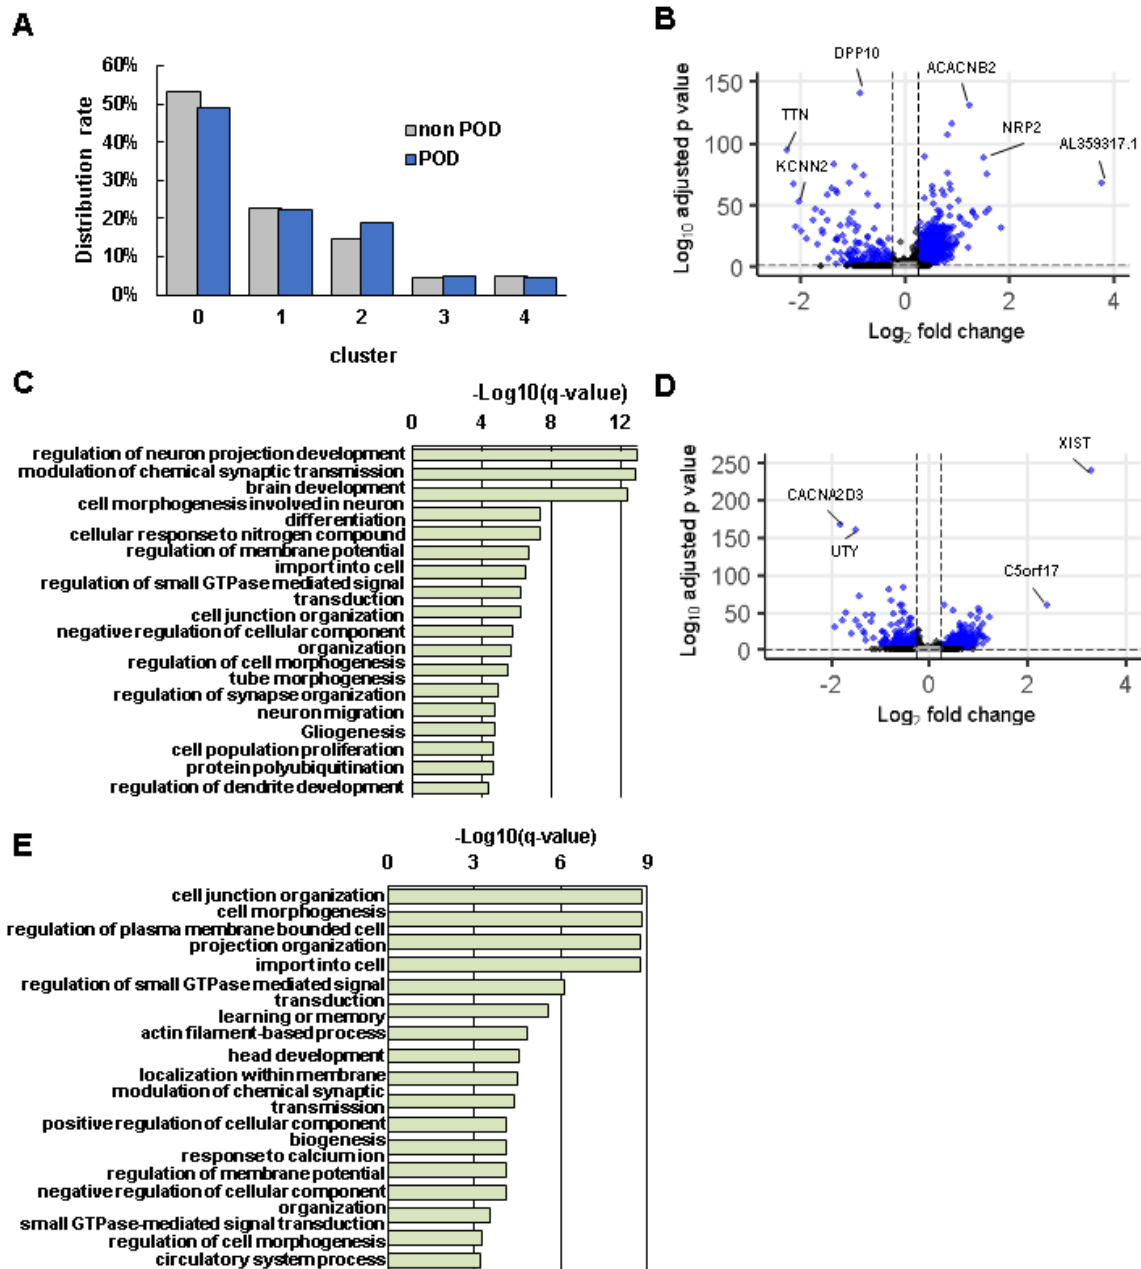 A
60%
50%
40%
30%
20%
10%
0%
Distribution rate
non POD
POD
0 1 2 3 4
cluster
B
DPP10
ACACNB2
TTN
NRP2
AL359317.1
KCNN2
150
100
50
0
Log10 adjusted p value
-2 0 2 4
Log2 fold change
C
-Log10(q-value)
0 4 8 12
regulation of neuron projection development
modulation of chemical synaptic transmission
brain development
cell morphogenesis involved in neuron
differentiation
cellular response to nitrogen compound
regulation of membrane potential
import into cell
regulation of small GTPase mediated signal
transduction
cell junction organization
negative regulation of cellular component
organization
regulation of cell morphogenesis
tube morphogenesis
regulation of synapse organization
neuron migration
Gliogenesis
cell population proliferation
protein polyubiquitination
regulation of dendrite development
D
XIST
CACNA2D3
UTY
C5orf17
250
200
150
100
50
0
Log10 adjusted p value
-2 0 2 4
Log2 fold change
E
-Log10(q-value)
0 3 6 9
cell junction organization
cell morphogenesis
regulation of plasma membrane bounded cell
projection organization
import into cell
regulation of small GTPase mediated signal
transduction
learning or memory
actin filament-based process
head development
localization within membrane
modulation of chemical synaptic
transmission
positive regulation of cellular component
biogenesis
response to calcium ion
regulation of membrane potential
negative regulation of cellular component
organization
small GTPase-mediated signal transduction
regulation of cell morphogenesis
circulatory system process